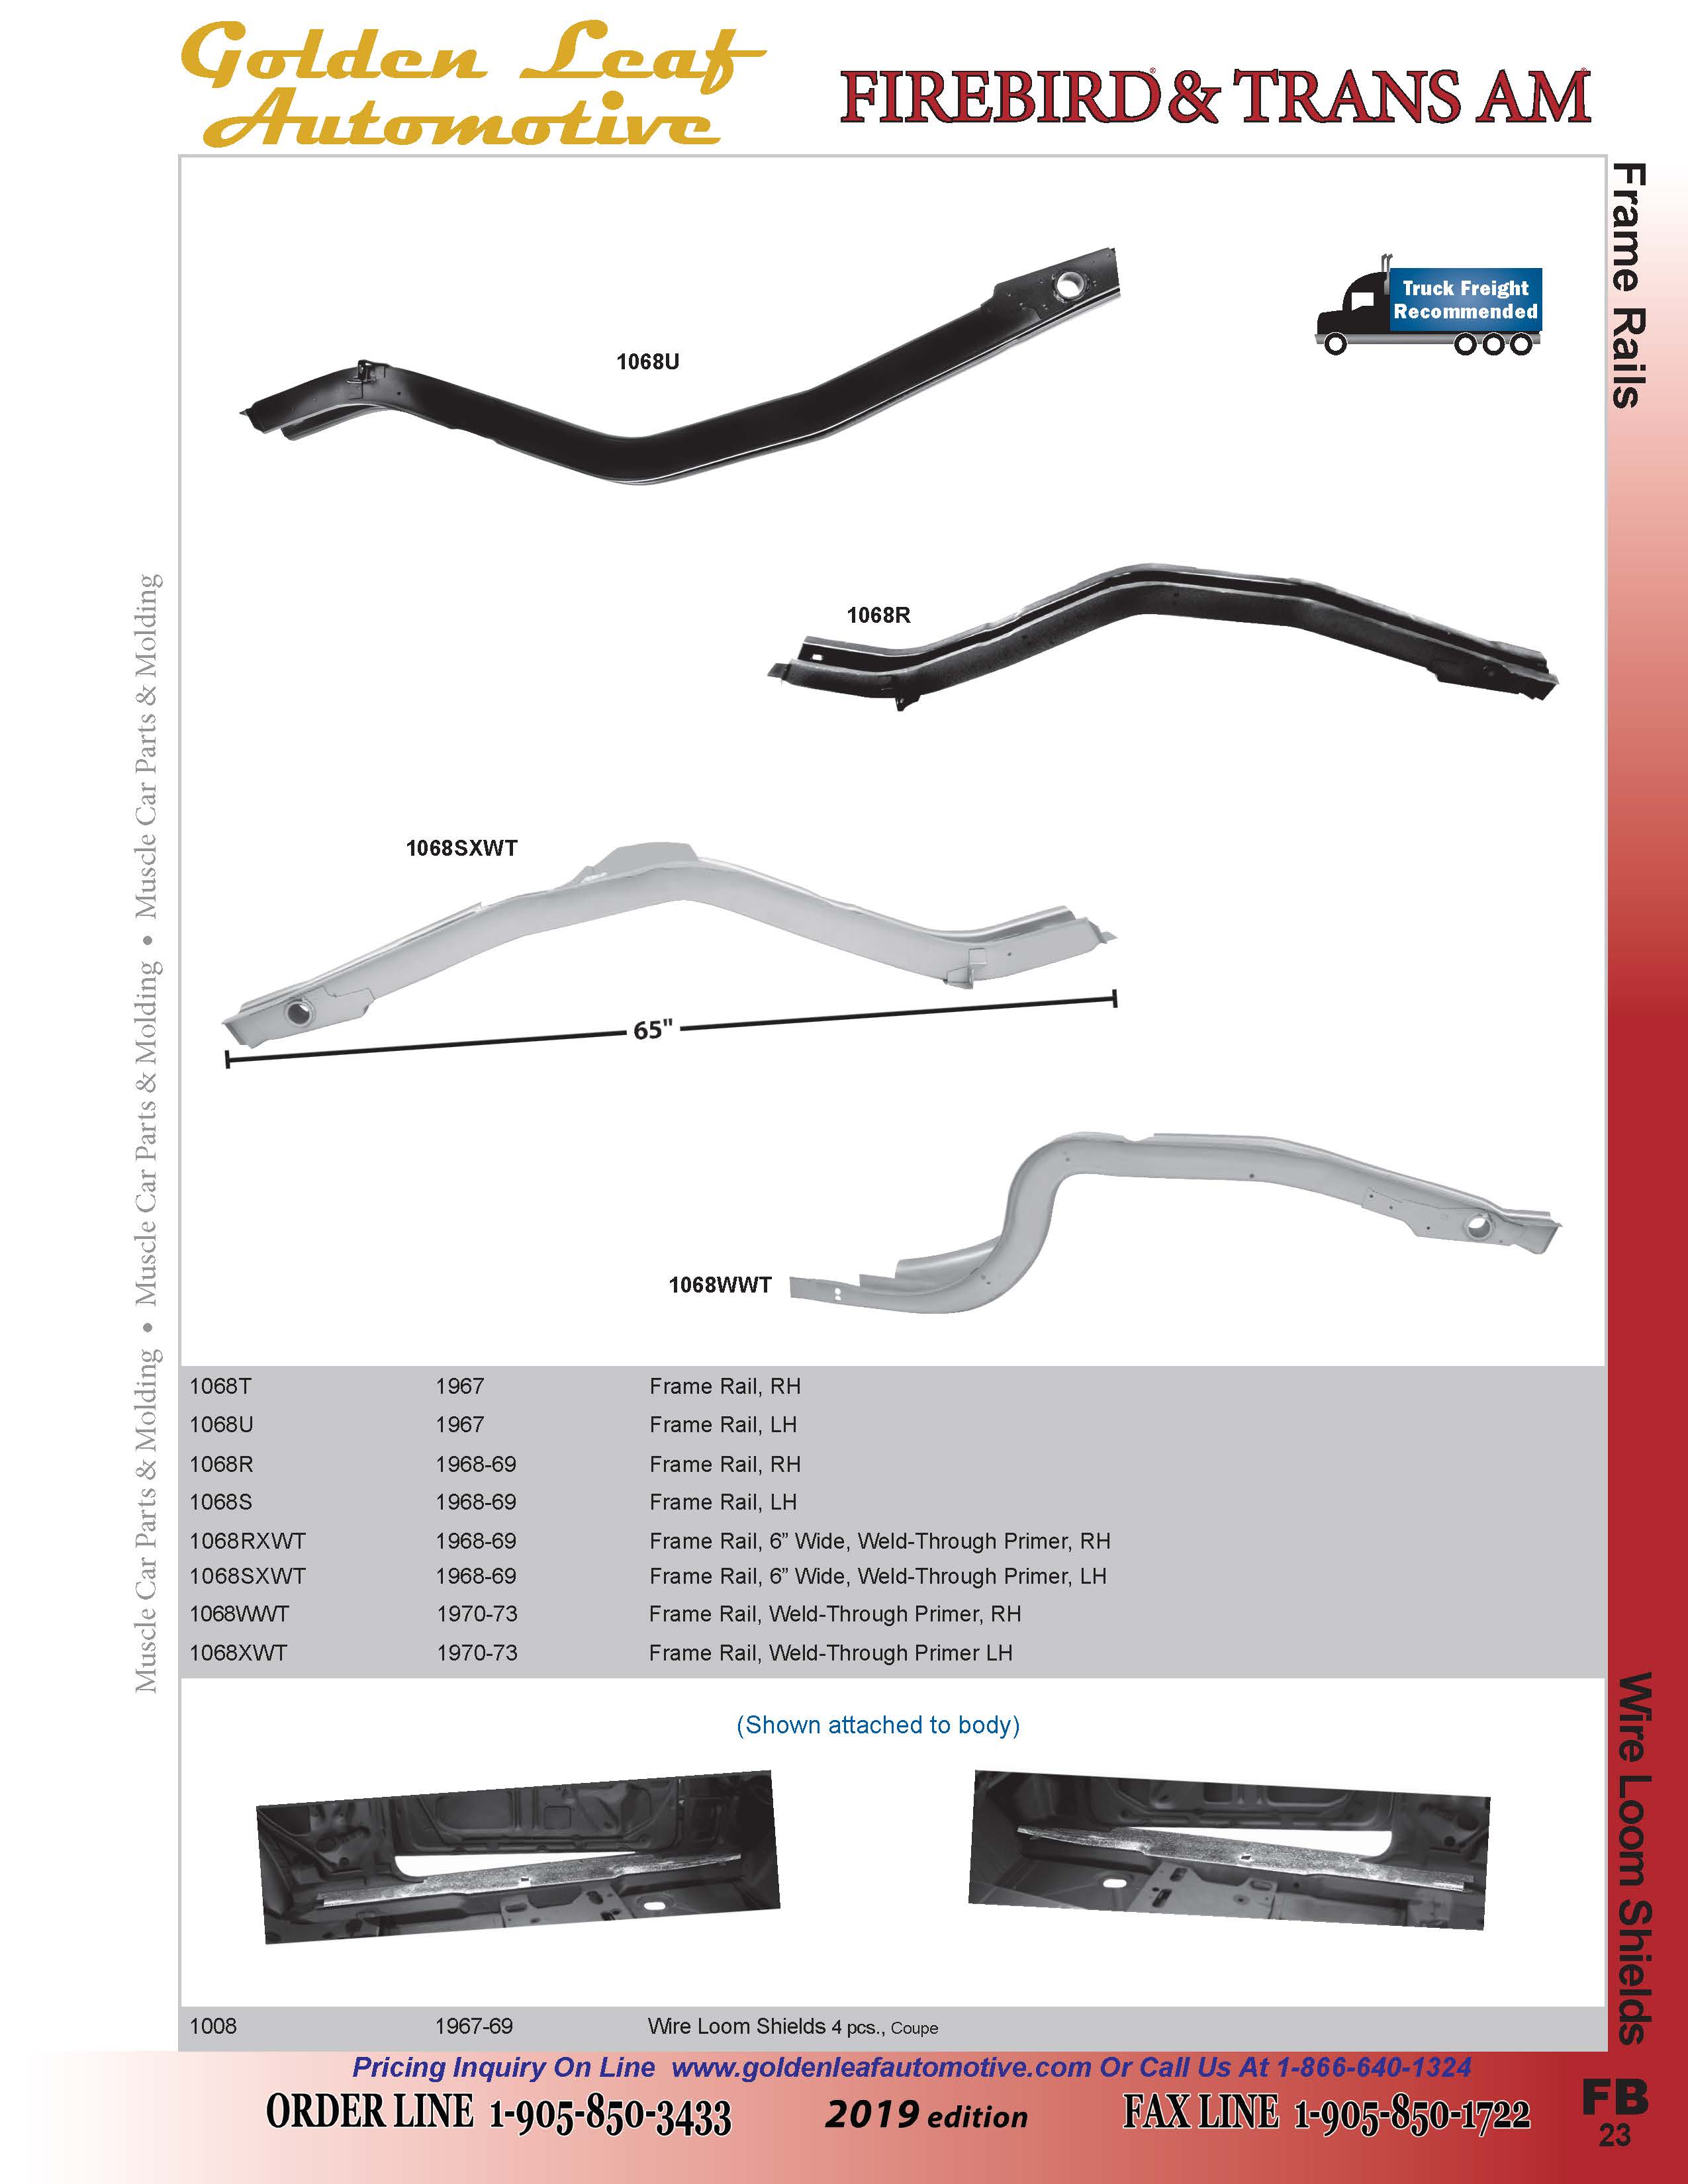 Golden Leaf
Automotive
FIREBIRD® & TRANS AM®
Frame Rails
Truck Freight
Recommended
1068U
1068R
1068SXWT
65"
1068WWT
Muscle Car Parts & Molding • Muscle Car Parts & Molding • Muscle Car Parts & Molding
1068T 1967 Frame Rail, RH
1068U 1967 Frame Rail, LH
1068R 1968-69 Frame Rail, RH
1068S 1968-69 Frame Rail, LH
1068RXWT 1968-69 Frame Rail, 6” Wide, Weld-Through Primer, RH
1068SXWT 1968-69 Frame Rail, 6” Wide, Weld-Through Primer, LH
1068WWT 1970-73 Frame Rail, Weld-Through Primer, RH
1068XWT 1970-73 Frame Rail, Weld-Through Primer LH
Wire Loom Shields
(Shown attached to body)
1008 1967-69 Wire Loom Shields 4 pcs., Coupe
Pricing Inquiry On Line www.goldenleafautomotive.com Or Call Us At 1-866-640-1324
ORDER LINE 1-905-850-3433 2019 edition FAX LINE 1-905-850-1722
FB
23